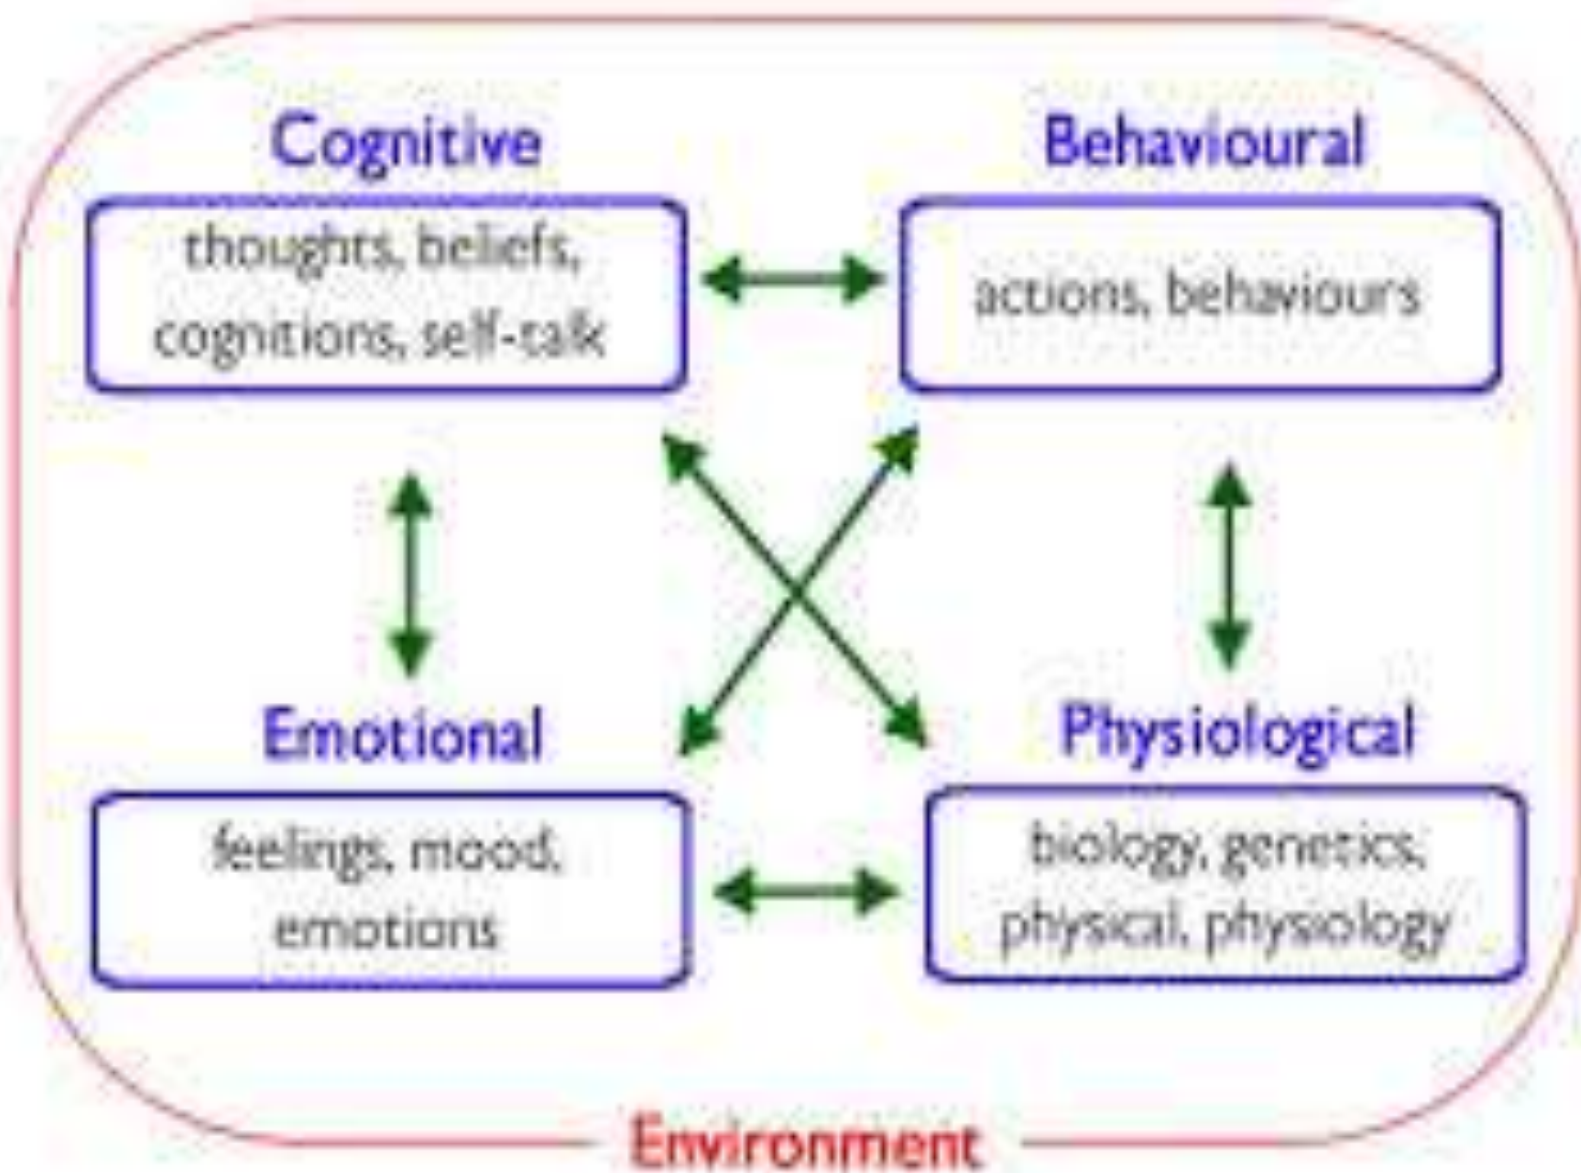 Cognitive
thoughts, beliefs,
cognitions, self-talk
Behavioural
actions, behaviours
Emotional
feelings, mood,
emotions
Physiological
biology, genetics,
physical, physiology
Environment